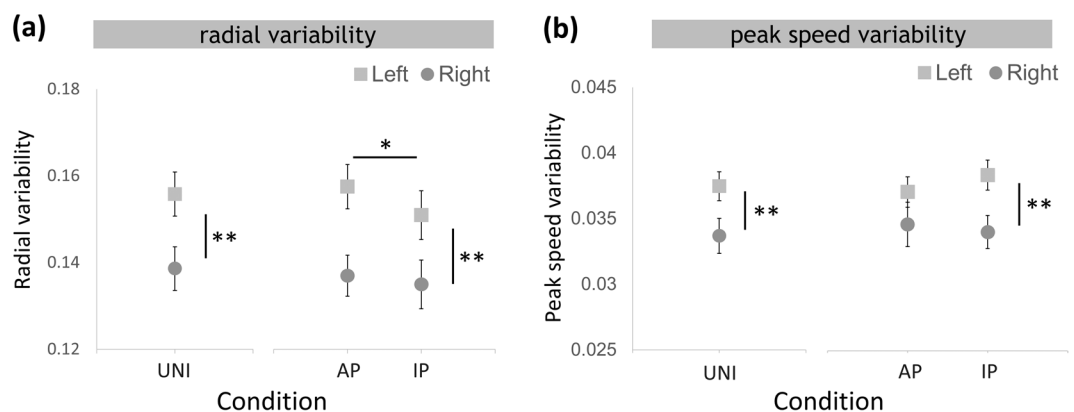 (a)
radial variability
Left Right
0.18
0.16
0.14
0.12
Radial variability
*
**
**
UNI AP IP
Condition
(b)
peak speed variability
Left Right
0.045
0.04
0.035
0.03
0.025
Peak speed variability
**
**
UNI AP IP
Condition